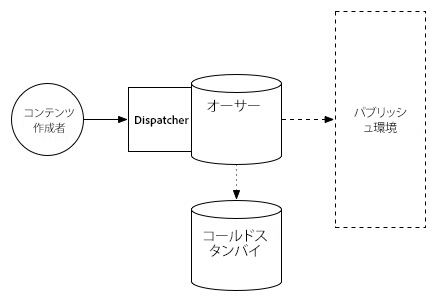 コンテンツ
作成者
Dispatcher
オーサー
パブリッシ
ュ環境
コールドス
タンバイ